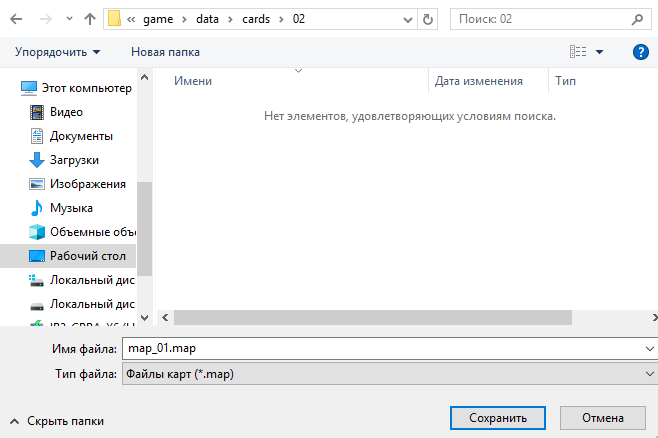 « game › data › cards › 02
Поиск: 02
Упорядочить
Новая папка
?
Этот компьютер
Видео
Документы
Загрузки
Изображения
Музыка
Объемные объе
Рабочий стол
Локальный дис
Локальный дис
Имени
Дата изменения
Тип
Нет элементов, удовлетворяющих условиям поиска.
Имя файла: map_01.map
Тип файла: Файлы карт (*.map)
Скрыть папки
Сохранить
Отмена